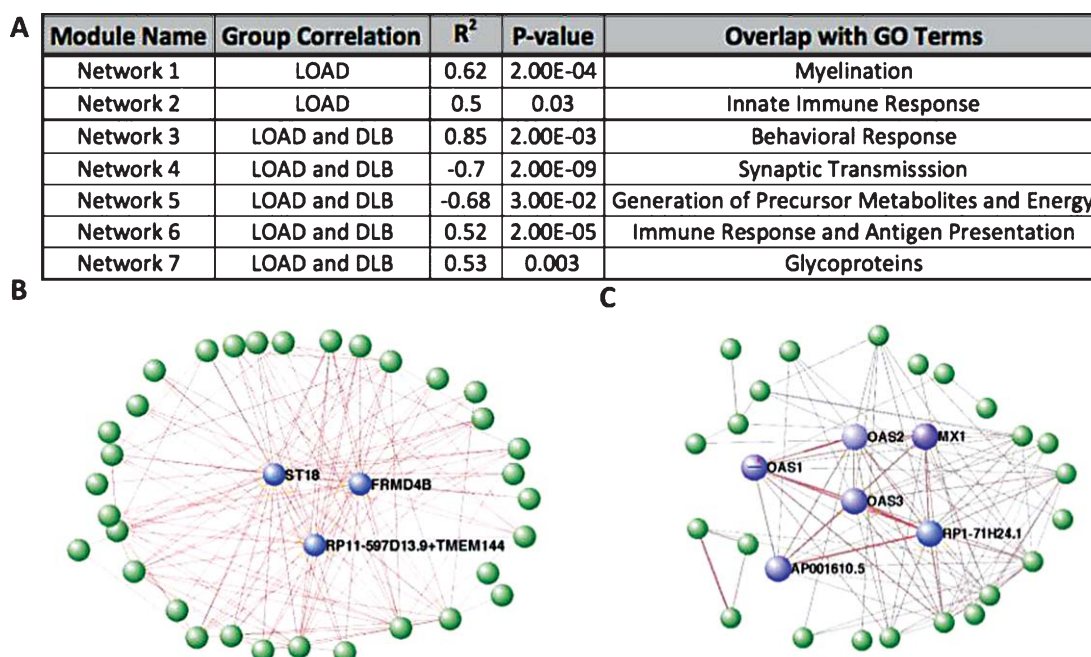 A
Module Name Group Correlation R² P-value Overlap with GO Terms
Network 1 LOAD 0.62 2.00E-04 Myelination
Network 2 LOAD 0.5 0.03 Innate Immune Response
Network 3 LOAD and DLB 0.85 2.00E-03 Behavioral Response
Network 4 LOAD and DLB -0.7 2.00E-09 Synaptic Transmisssion
Network 5 LOAD and DLB -0.68 3.00E-02 Generation of Precursor Metabolites and Energy
Network 6 LOAD and DLB 0.52 2.00E-05 Immune Response and Antigen Presentation
Network 7 LOAD and DLB 0.53 0.003 Glycoproteins
B
ST18
FRMD4B
RP11-597D13.9+TMEM144
C
OAS2
MX1
OAS1
OAS3
RP1-71H24.1
AP001610.5